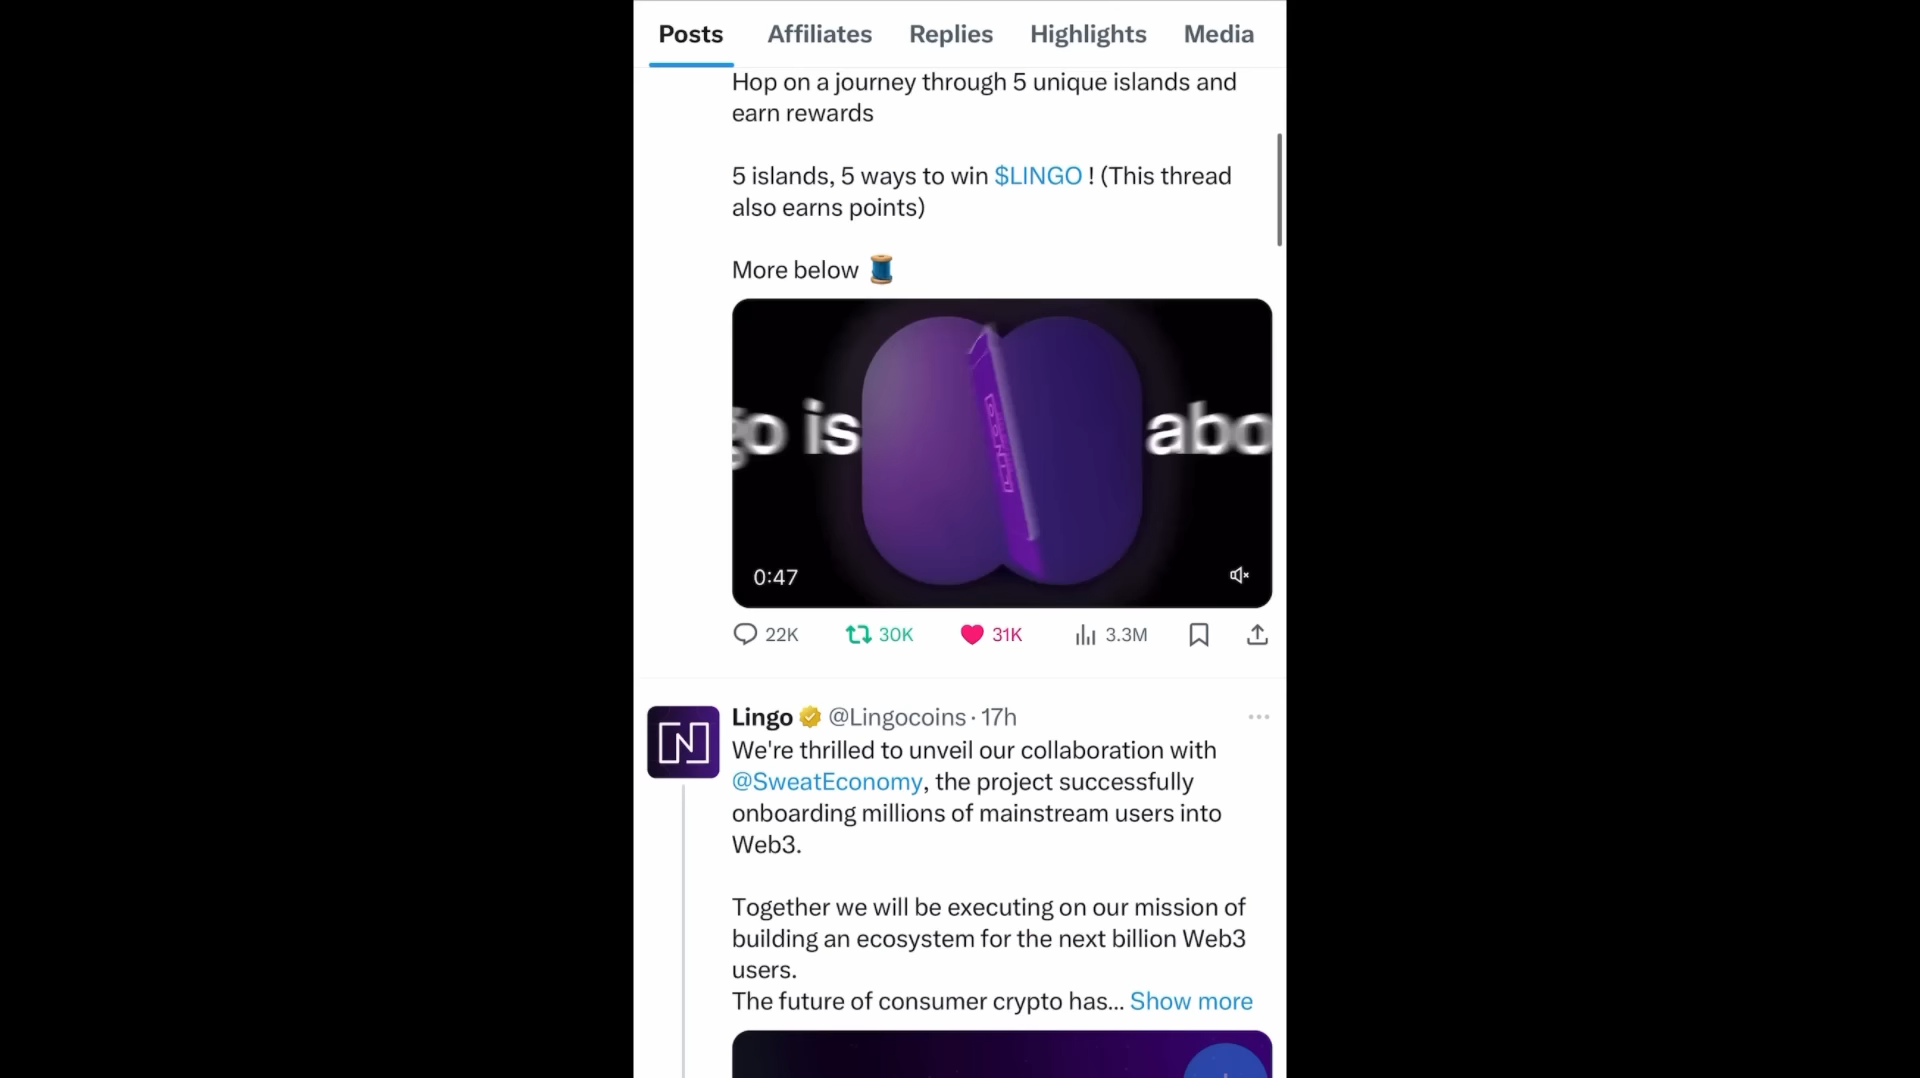 Posts Affiliates Replies Highlights Media
Hop on a journey through 5 unique islands and
earn rewards
5 islands, 5 ways to win $LINGO ! (This thread
also earns points)
More below
go is abo
0:47
22K 30K 31K 3.3M
Lingo @Lingocoins · 17h
We're thrilled to unveil our collaboration with
@SweatEconomy, the project successfully
onboarding millions of mainstream users into
Web3.
Together we will be executing on our mission of
building an ecosystem for the next billion Web3
users.
The future of consumer crypto has... Show more